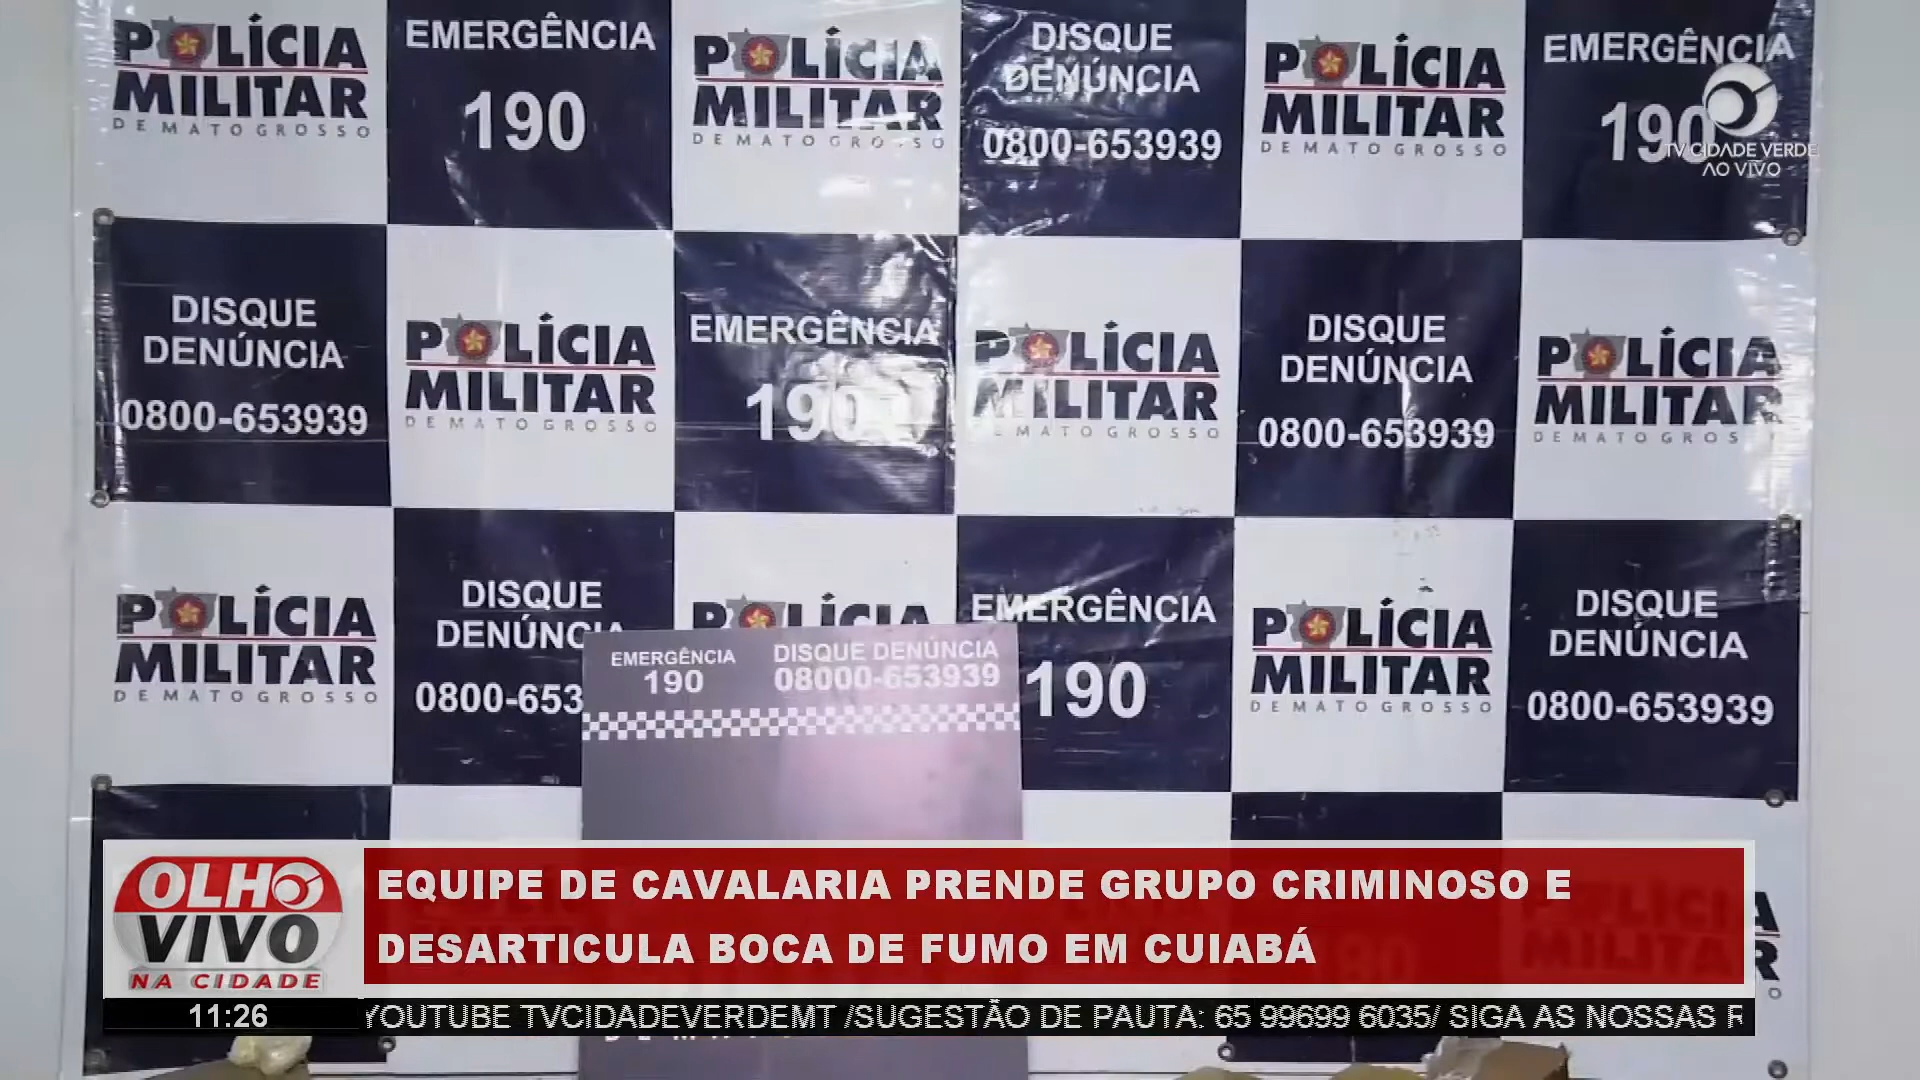 POLÍCIA
MILITAR
DE MATO GROSSO
EMERGÊNCIA
190
POLÍCIA
MILITAR
DE MATO GROSSO
DISQUE
DENÚNCIA
0800-653939
POLÍCIA
MILITAR
DE MATO GROSSO
EMERGÊNCIA
190
TV CIDADE VERDE
AO VIVO
DISQUE
DENÚNCIA
0800-653939
POLÍCIA
MILITAR
DE MATO GROSSO
EMERGÊNCIA
190
POLÍCIA
MILITAR
DE MATO GROSSO
DISQUE
DENÚNCIA
0800-653939
POLÍCIA
MILITAR
DE MATO GROSSO
POLÍCIA
MILITAR
DE MATO GROSSO
DISQUE
DENÚNCIA
0800-653
POLÍCIA
EMERGÊNCIA
190
POLÍCIA
MILITAR
DE MATO GROSSO
DISQUE
DENÚNCIA
0800-653939
EMERGÊNCIA
190
DISQUE DENÚNCIA
08000-653939
OLHO
VIVO
NA CIDADE
EQUIPE DE CAVALARIA PRENDE GRUPO CRIMINOSO E
DESARTICULA BOCA DE FUMO EM CUIABÁ
11:26
YOUTUBE TVCIDADEVERDEMT /SUGESTÃO DE PAUTA: 65 99699 6035/ SIGA AS NOSSAS R